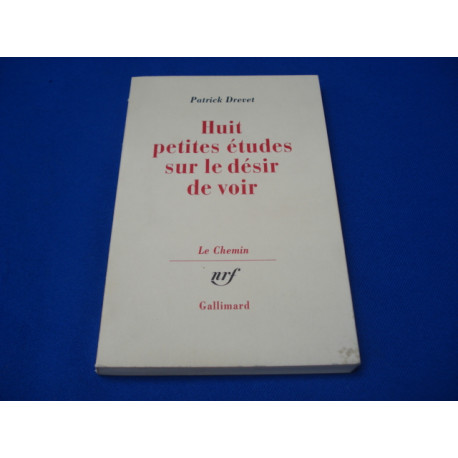 Patrick Drevet
Huit
petites études
sur le désir
de voir
Le Chemin
nrf
Gallimard